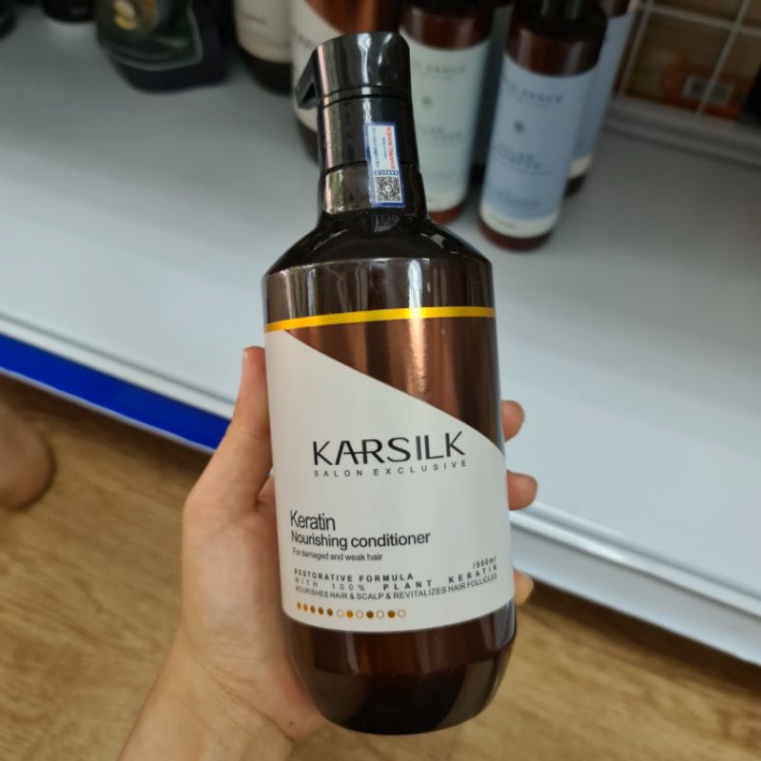 KARSILK
SALON EXCLUSIVE
Keratin
Nourishing conditioner
For damaged and weak hair
/500ml
RESTORATIVE FORMULA
WITH 100% PLANT KERATIN
NOURISHES HAIR & SCALP & REVITALIZES HAIR FOLLICLES